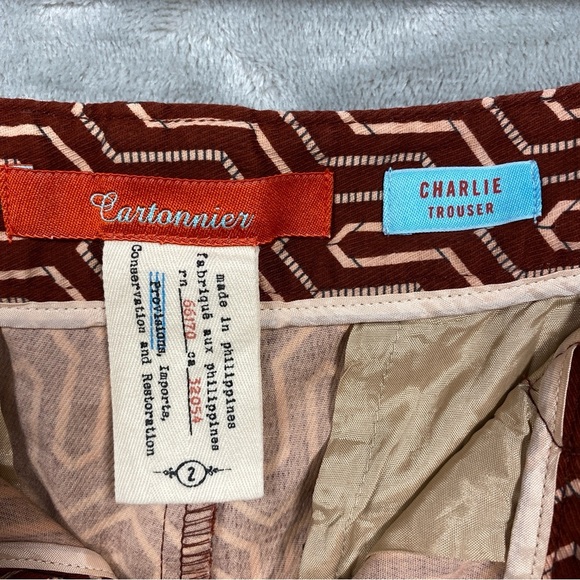 Cartonnier
CHARLIE
TROUSER
made in philippines
fabriqué aux philippines
rn 66170 ca 32054
Provisions, Imports,
Conservation and Restoration
2